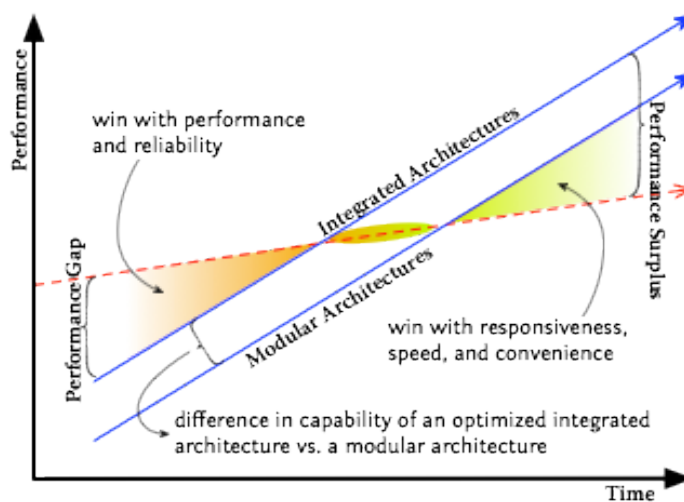 Performance
win with performance
and reliability
Integrated Architectures
Performance Surplus
Performance Gap
Modular Architectures
win with responsiveness,
speed, and convenience
difference in capability of an optimized integrated
architecture vs. a modular architecture
Time